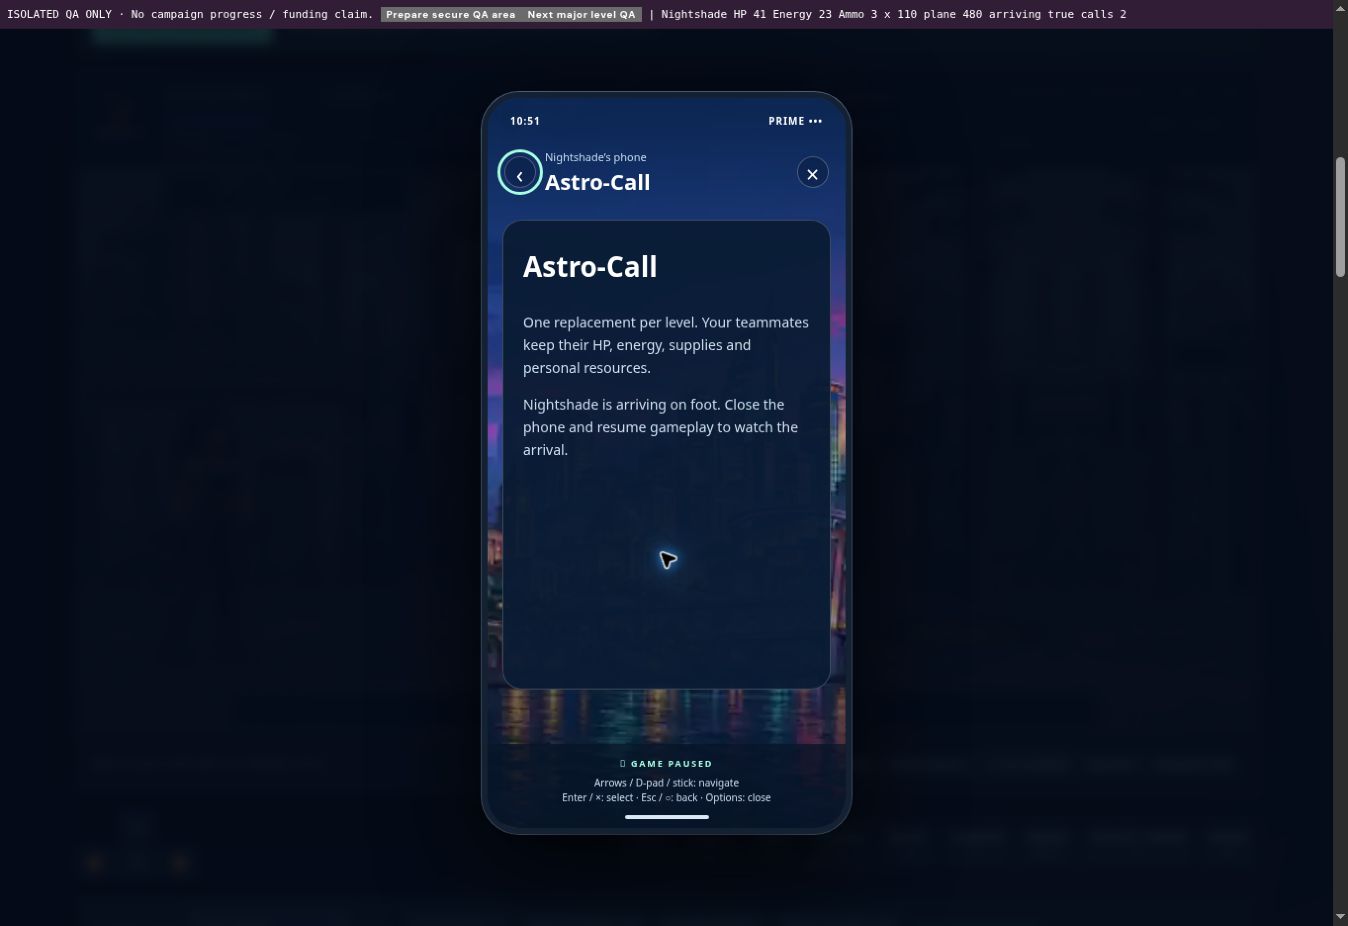 ISOLATED QA ONLY · No campaign progress / funding claim. Prepare secure QA area Next major level QA | Nightshade HP 41 Energy 23 Ammo 3 x 110 plane 480 arriving true calls 2
10:51 PRIME •••
Nightshade's phone
‹ Astro-Call ×
Astro-Call
One replacement per level. Your teammates
keep their HP, energy, supplies and
personal resources.
Nightshade is arriving on foot. Close the
phone and resume gameplay to watch the
arrival.
GAME PAUSED
Arrows / D-pad / stick: navigate
Enter / ×: select · Esc / ○: back · Options: close